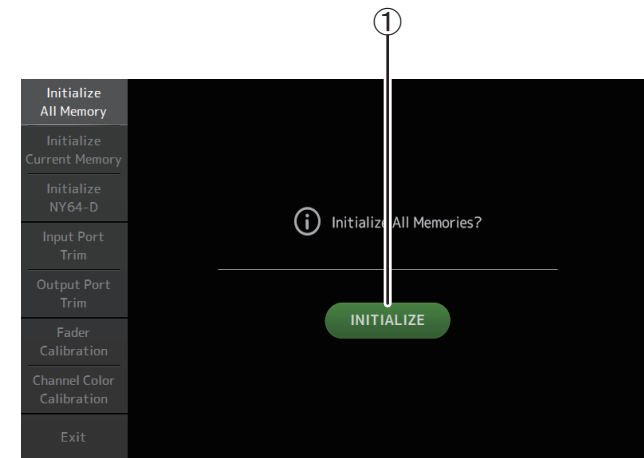 ①
Initialize
All Memory
Initialize
Current Memory
Initialize
NY64-D
Input Port
Trim
Output Port
Trim
Fader
Calibration
Channel Color
Calibration
Exit
Initialize All Memories?
INITIALIZE